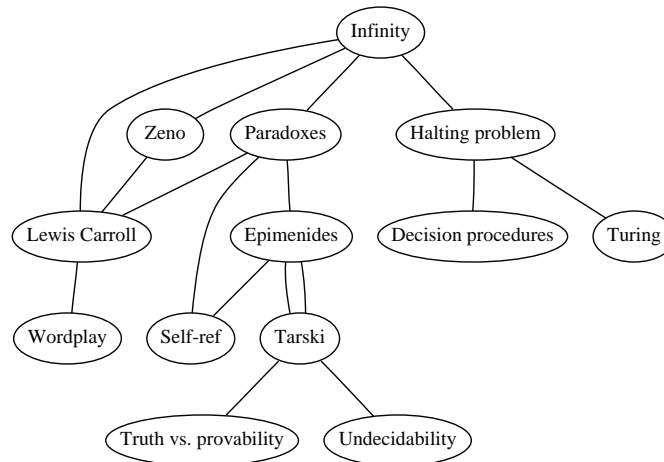 Infinity
Zeno
Paradoxes
Halting problem
Lewis Carroll
Epimenides
Decision procedures
Turing
Wordplay
Self-ref
Tarski
Truth vs. provability
Undecidability